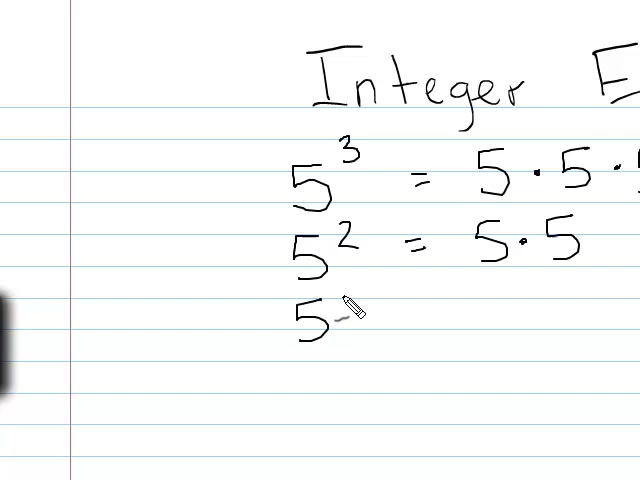 Integer E
5³ = 5 · 5 ·
5² = 5 · 5
5